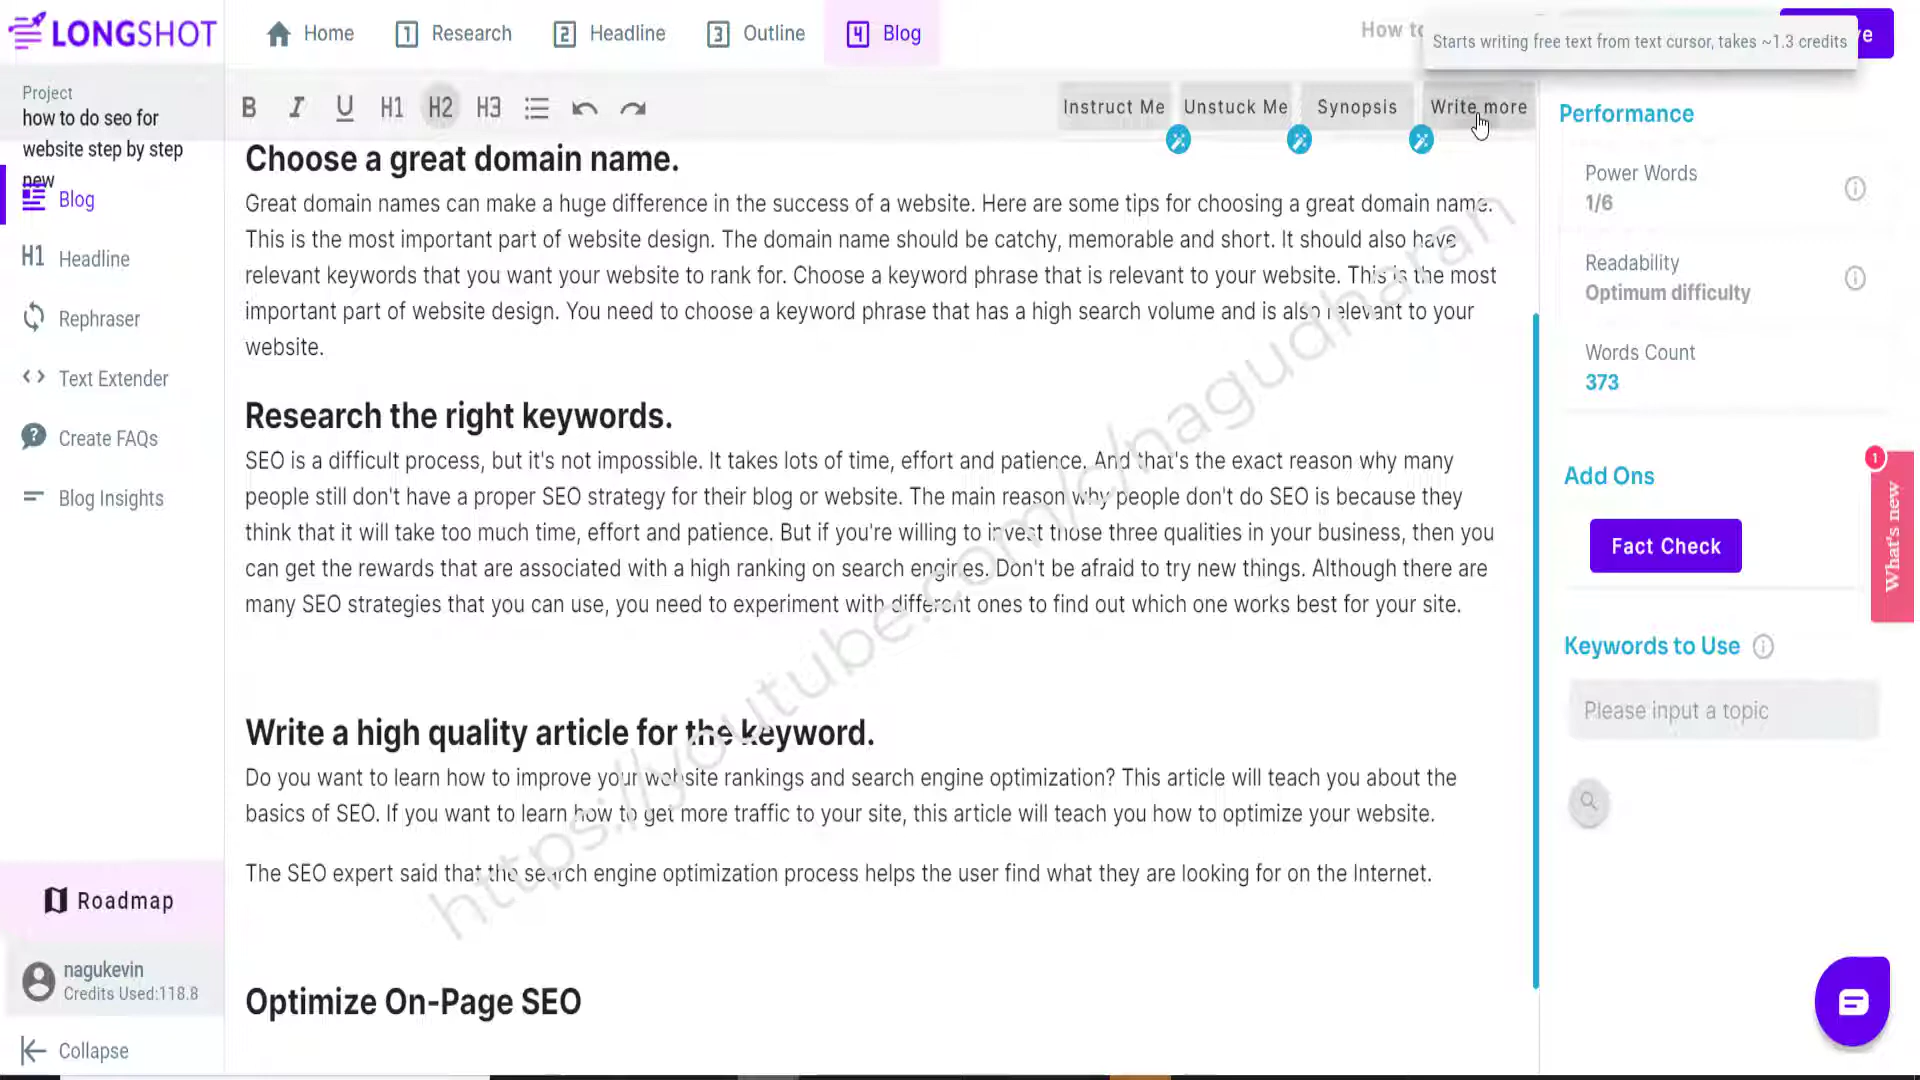 LONGSHOT
Home
1 Research
2 Headline
3 Outline
4 Blog
How to
Starts writing free text from text cursor, takes ~1.3 credits
Project
how to do seo for
website step by step
new
B I U H1 H2 H3
Instruct Me
Unstuck Me
Synopsis
Write more
Blog
H1 Headline
Rephraser
Text Extender
Create FAQs
Blog Insights
Roadmap
nagukevin
Credits Used:118.8
Collapse
Choose a great domain name.
Great domain names can make a huge difference in the success of a website. Here are some tips for choosing a great domain name.
This is the most important part of website design. The domain name should be catchy, memorable and short. It should also have
relevant keywords that you want your website to rank for. Choose a keyword phrase that is relevant to your website. This is the most
important part of website design. You need to choose a keyword phrase that has a high search volume and is also relevant to your
website.
Research the right keywords.
SEO is a difficult process, but it's not impossible. It takes lots of time, effort and patience. And that's the exact reason why many
people still don't have a proper SEO strategy for their blog or website. The main reason why people don't do SEO is because they
think that it will take too much time, effort and patience. But if you're willing to invest those three qualities in your business, then you
can get the rewards that are associated with a high ranking on search engines. Don't be afraid to try new things. Although there are
many SEO strategies that you can use, you need to experiment with different ones to find out which one works best for your site.
Write a high quality article for the keyword.
Do you want to learn how to improve your website rankings and search engine optimization? This article will teach you about the
basics of SEO. If you want to learn how to get more traffic to your site, this article will teach you how to optimize your website.
The SEO expert said that the search engine optimization process helps the user find what they are looking for on the Internet.
Optimize On-Page SEO
https://youtube.com/c/nagudharan
Performance
Power Words
1/6
Readability
Optimum difficulty
Words Count
373
Add Ons
Fact Check
1
What's new
Keywords to Use
Please input a topic